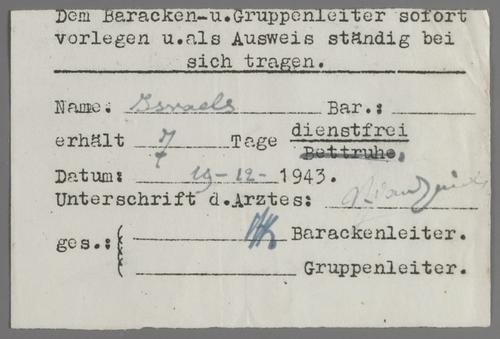 Dem Baracken-u.Gruppenleiter sofort
vorlegen u.als Ausweis ständig bei
sich tragen.
Name: Israels Bar.:
erhält 7 Tage dienstfrei
Bettruhe.
Datum: 19-12-1943.
Unterschrift d.Arztes:
ges.: Barackenleiter.
Gruppenleiter.